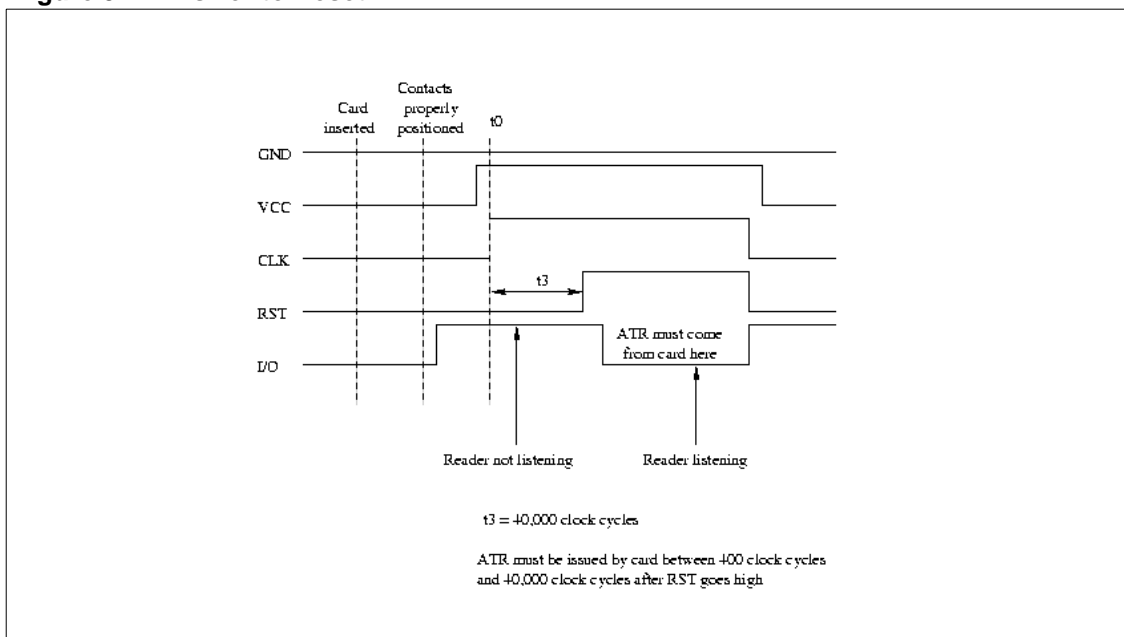 Contacts
Card properly
inserted positioned t0
GND
VCC
CLK
t3
RST
ATR must come
from card here
I/O
Reader not listening Reader listening
t3 = 40,000 clock cycles
ATR must be issued by card between 400 clock cycles
and 40,000 clock cycles after RST goes high